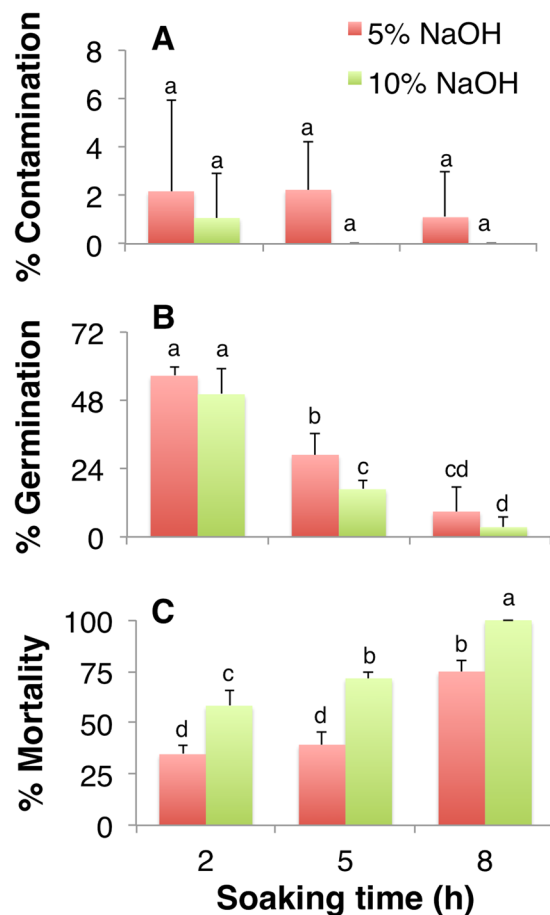 A
5% NaOH
10% NaOH
% Contamination
8
6
4
2
0
a
a
a
a
a
a
B
% Germination
72
48
24
0
a
a
b
c
cd
d
C
% Mortality
100
75
50
25
0
d
c
d
b
b
a
2 5 8
Soaking time (h)